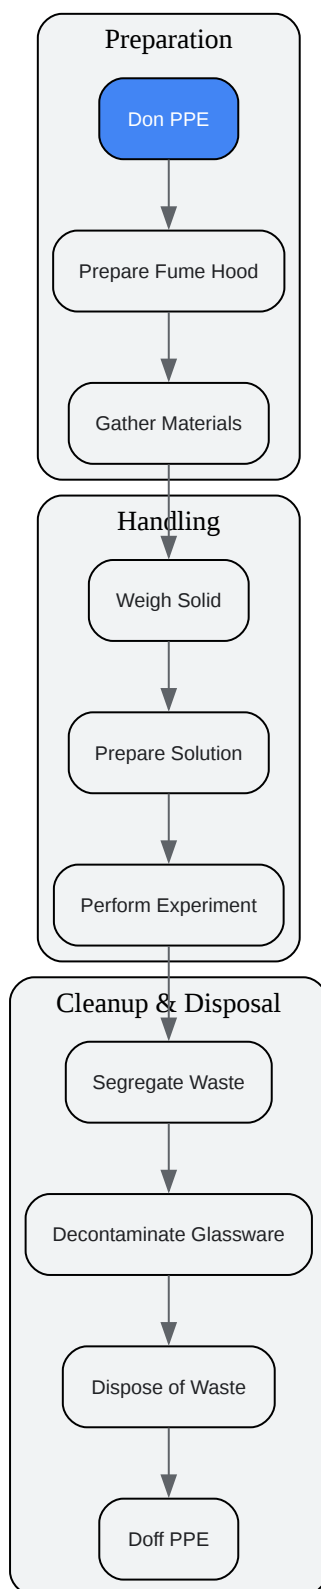 Preparation
Don PPE
Prepare Fume Hood
Gather Materials
Handling
Weigh Solid
Prepare Solution
Perform Experiment
Cleanup & Disposal
Segregate Waste
Decontaminate Glassware
Dispose of Waste
Doff PPE